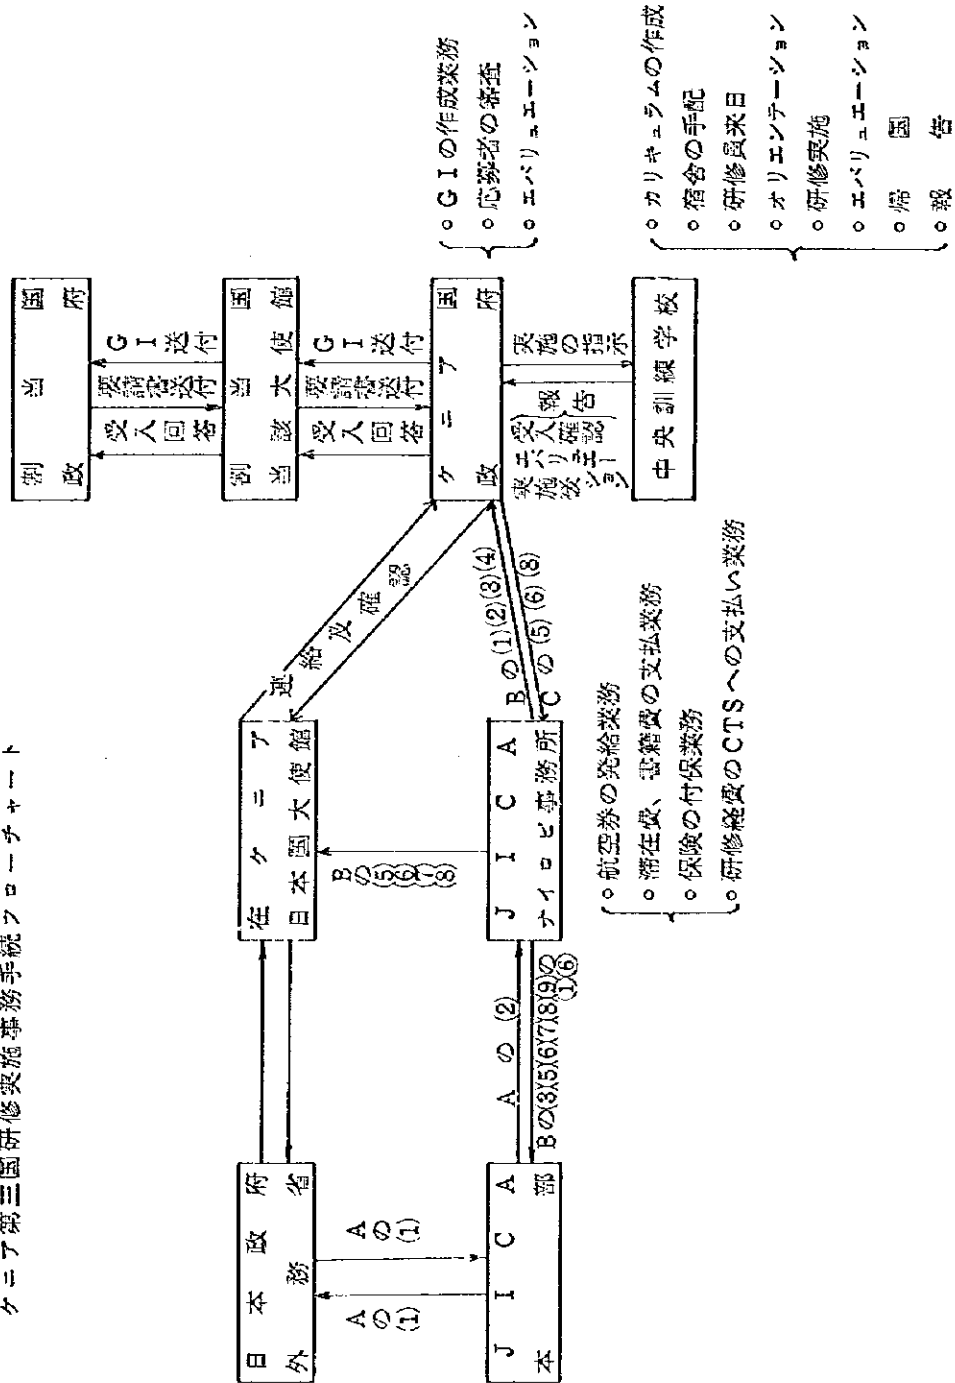 ケニア第三国研修実施事務手続フローチャート
日本政府
外務省
Aの(1)
Aの(1)
JICA
本部
Aの(2)
Bの(3)(5)(6)(7)(8)(9)の
(1)(6)
在ケニア
日本国大使館
Bの(5)(6)(7)(8)
JICA
ナイロビ事務所
連給及確認
Bの(1)(2)(3)(4)
Cの(5)(6)(8)
○航空券の発給業務
○滞在費、書籍費の支払業務
○保険の付保業務
○研修経費のCTSへの支払い業務
割当国
政府
受入回答
要請書送付
GI送付
割当国
当該大使館
受入回答
要請書送付
GI送付
ケニア国
政府
実施後
エバリュエーション
受入確認
報告
実施の指示
中央訓練学校
○GIの作成業務
○応募者の審査
○エバリュエーション
○カリキュラムの作成
○宿舎の手配
○研修員来日
○オリエンテーション
○研修実施
○エバリュエーション
○帰国
○報告